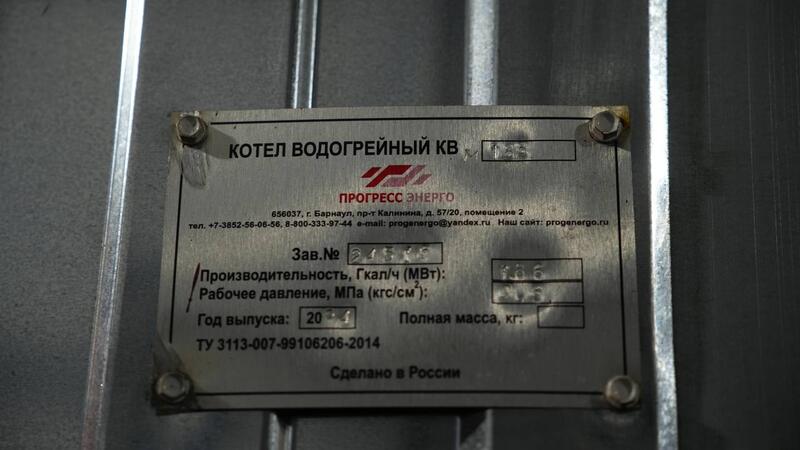 КОТЕЛ ВОДОГРЕЙНЫЙ КВ м
ПРОГРЕСС ЭНЕРГО
656037, г. Барнаул, пр-т Калинина, д. 57/20, помещение 2
тел. +7-3852-56-06-56, 8-800-333-97-44 e-mail: progenergo@yandex.ru Наш сайт: progenergo.ru
Зав.№
Производительность, Гкал/ч (МВт):
Рабочее давление, МПа (кгс/см²):
Год выпуска: 20 Полная масса, кг:
ТУ 3113-007-99106206-2014
Сделано в России